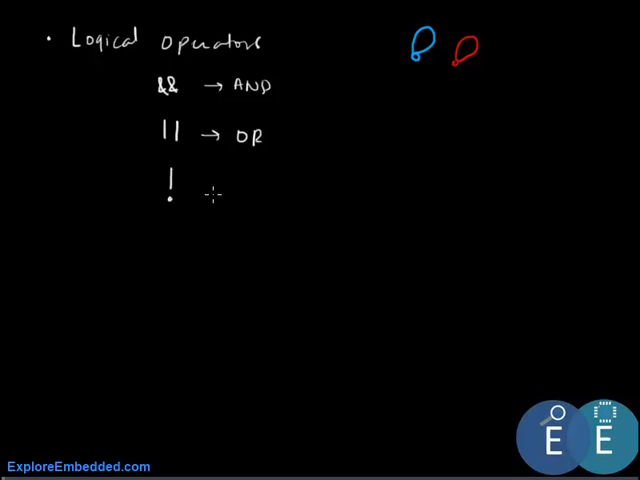 · Logical Operators
&& → AND
|| → OR
!
E E
ExploreEmbedded.com